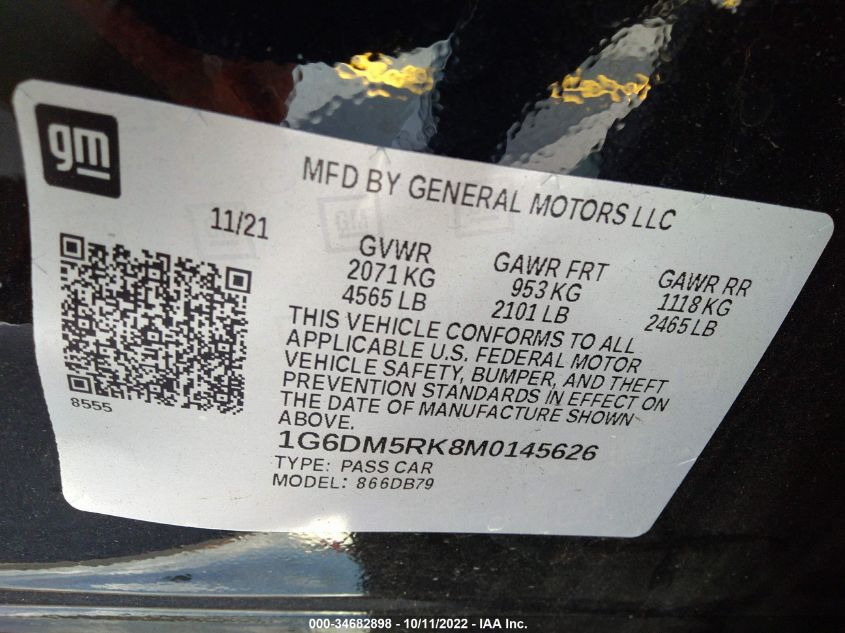 gm
MFD BY GENERAL MOTORS LLC
11/21
GVWR
2071 KG
4565 LB
GAWR FRT
953 KG
2101 LB
GAWR RR
1118 KG
2465 LB
THIS VEHICLE CONFORMS TO ALL
APPLICABLE U.S. FEDERAL MOTOR
VEHICLE SAFETY, BUMPER, AND THEFT
PREVENTION STANDARDS IN EFFECT ON
THE DATE OF MANUFACTURE SHOWN
ABOVE.
8555
1G6DM5RK8M0145626
TYPE: PASS CAR
MODEL: 866DB79
000-34682898 - 10/11/2022 - IAA Inc.